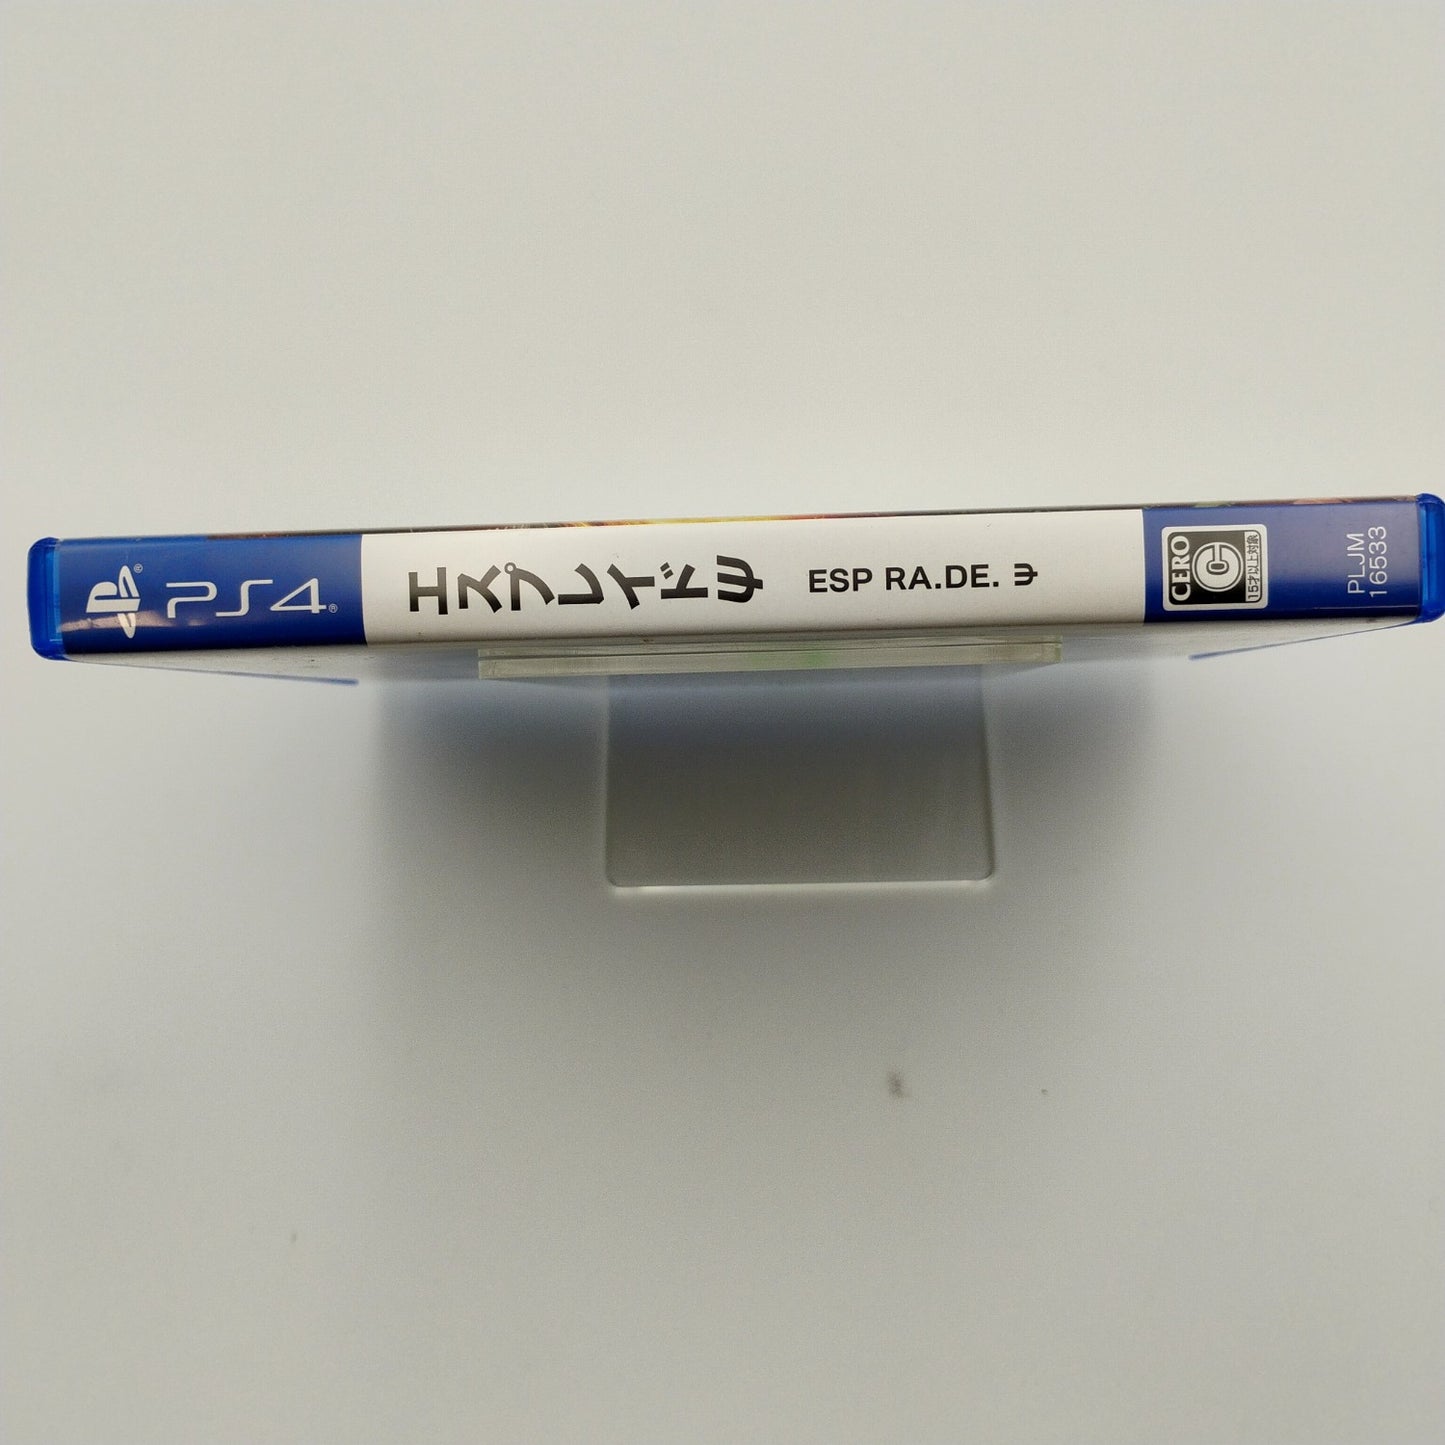 PS4®
エスプレイドψ
ESP RA.DE. ψ
CERO
C
15才以上対象
PLJM
16533